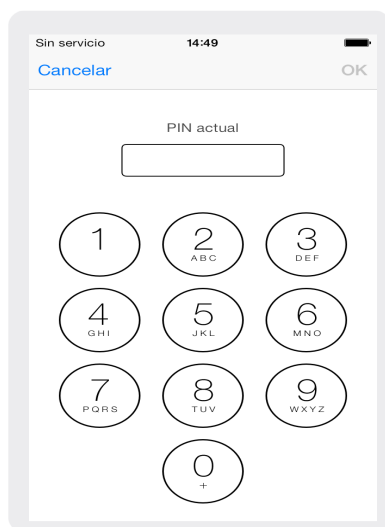 Sin servicio 14:49
Cancelar OK
PIN actual
1 2 3
ABC DEF
4 5 6
GHI JKL MNO
7 8 9
PQRS TUV WXYZ
0
+